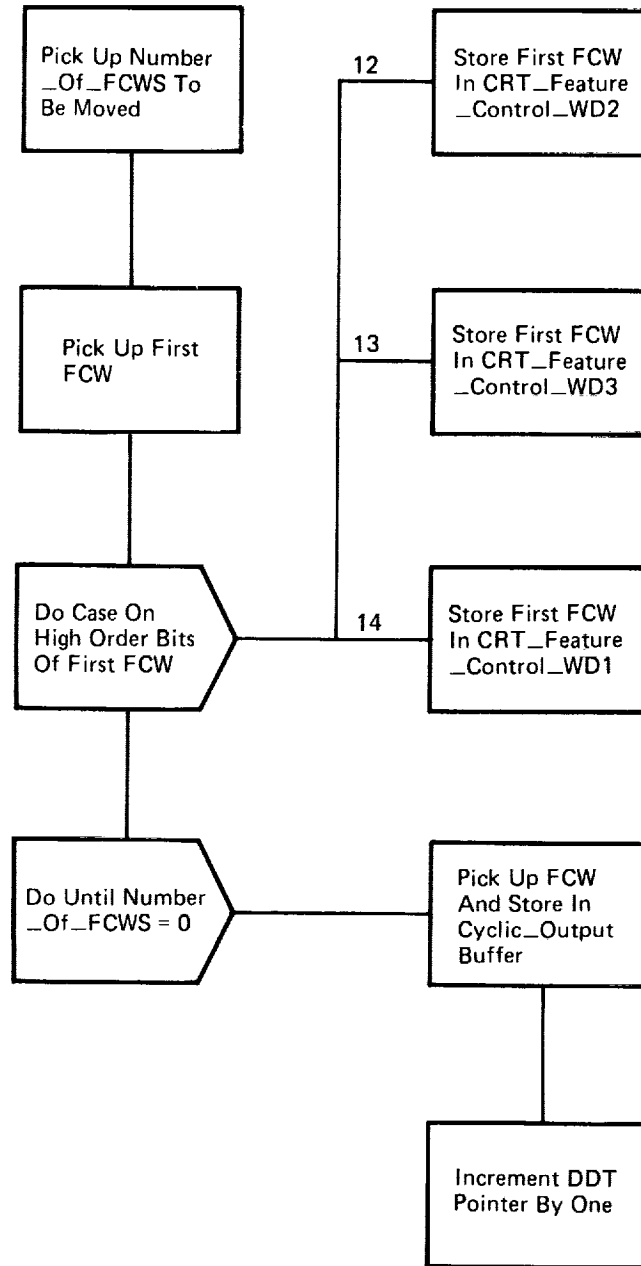 Pick Up Number
_Of_FCWS To
Be Moved
12
Store First FCW
In CRT_Feature
_Control_WD2
Pick Up First
FCW
13
Store First FCW
In CRT_Feature
_Control_WD3
Do Case On
High Order Bits
Of First FCW
14
Store First FCW
In CRT_Feature
_Control_WD1
Do Until Number
_Of_FCWS = 0
Pick Up FCW
And Store In
Cyclic_Output
Buffer
Increment DDT
Pointer By One